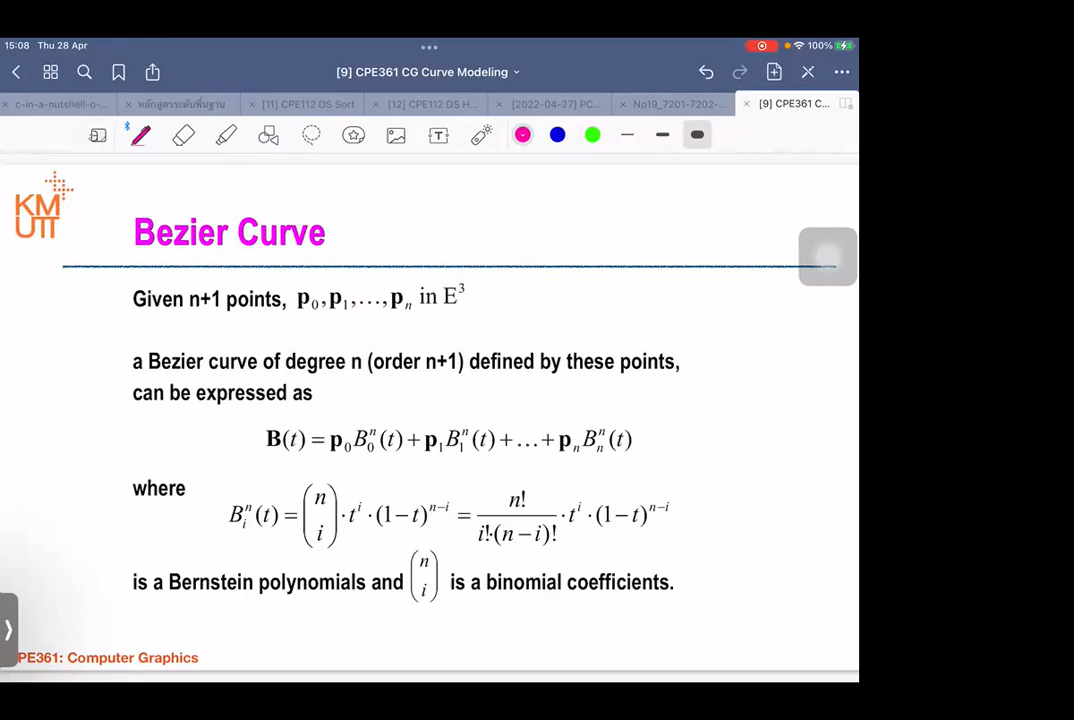 15:08 Thu 28 Apr
100%
[9] CPE361 CG Curve Modeling
c-in-a-nutshell-o-...
หลักสูตรระดับพื้นฐาน
[11] CPE112 DS Sort
[12] CPE112 DS H...
[2022-04-27] PC...
No19_7201-7202-...
[9] CPE361 C...
T
KM
UTT
Bezier Curve
Given n+1 points, p₀,p₁,…,pₙ in E³
a Bezier curve of degree n (order n+1) defined by these points,
can be expressed as
B(t) = p₀B₀ⁿ(t) + p₁B₁ⁿ(t) + … + pₙBₙⁿ(t)
where
Bᵢⁿ(t) = (n i) · tⁱ · (1 − t)ⁿ⁻ⁱ = n! / i!·(n − i)! · tⁱ · (1 − t)ⁿ⁻ⁱ
is a Bernstein polynomials and (n i) is a binomial coefficients.
PE361: Computer Graphics